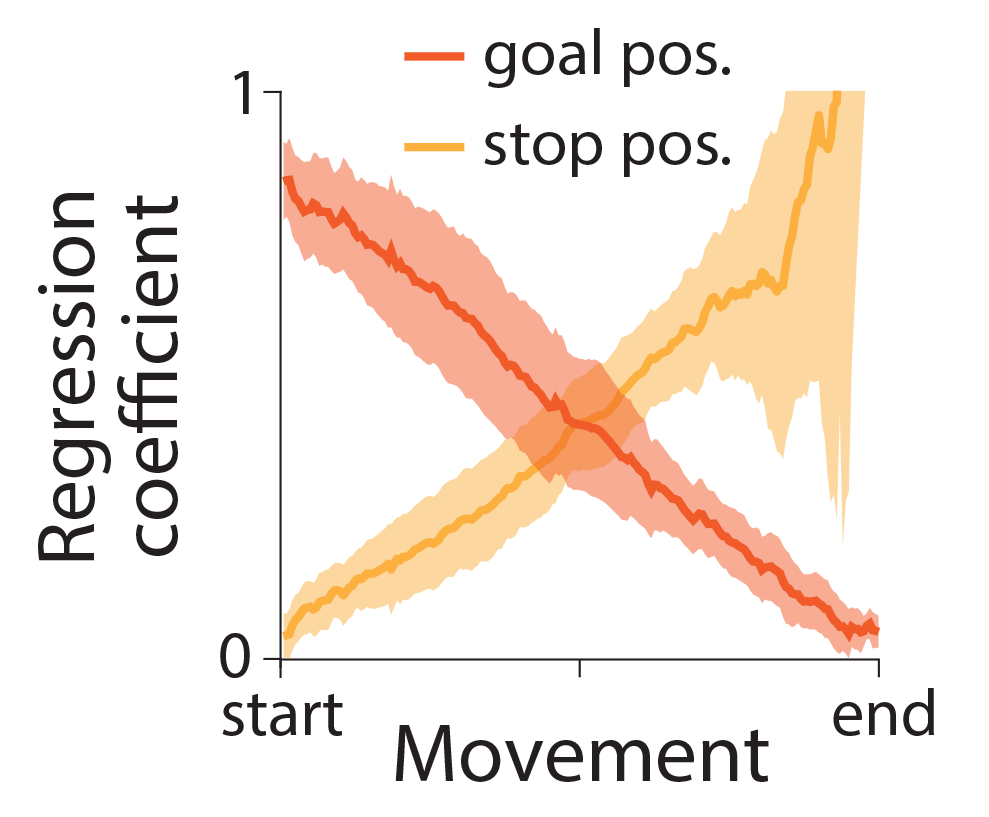 goal pos.
stop pos.
1
Regression
coefficient
0
start
end
Movement